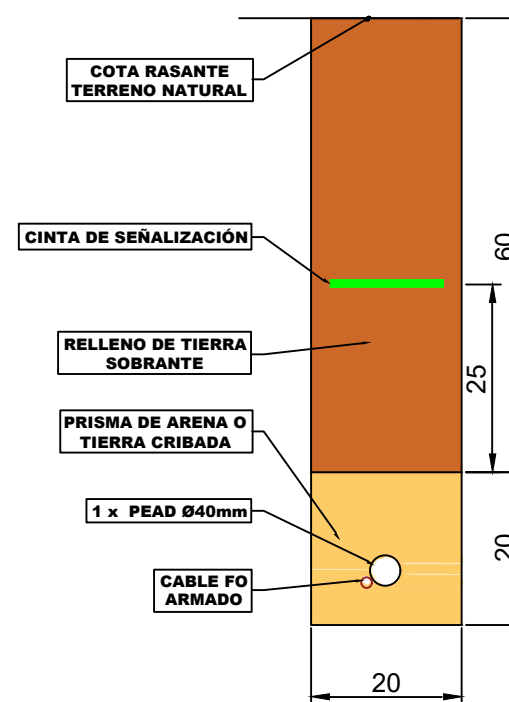 COTA RASANTE
TERRENO NATURAL
60
CINTA DE SEÑALIZACIÓN
RELLENO DE TIERRA
SOBRANTE
25
PRISMA DE ARENA O
TIERRA CRIBADA
1 x PEAD Ø40mm
20
CABLE FO
ARMADO
20